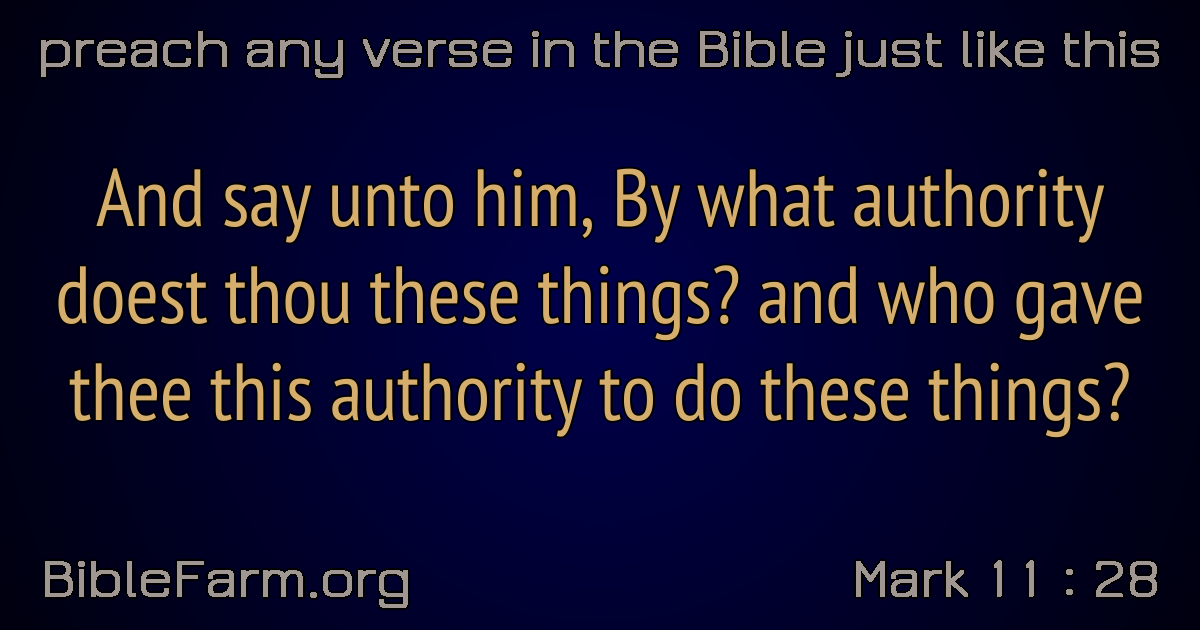 preach any verse in the Bible just like this
And say unto him, By what authority
doest thou these things? and who gave
thee this authority to do these things?
BibleFarm.org
Mark 11 : 28